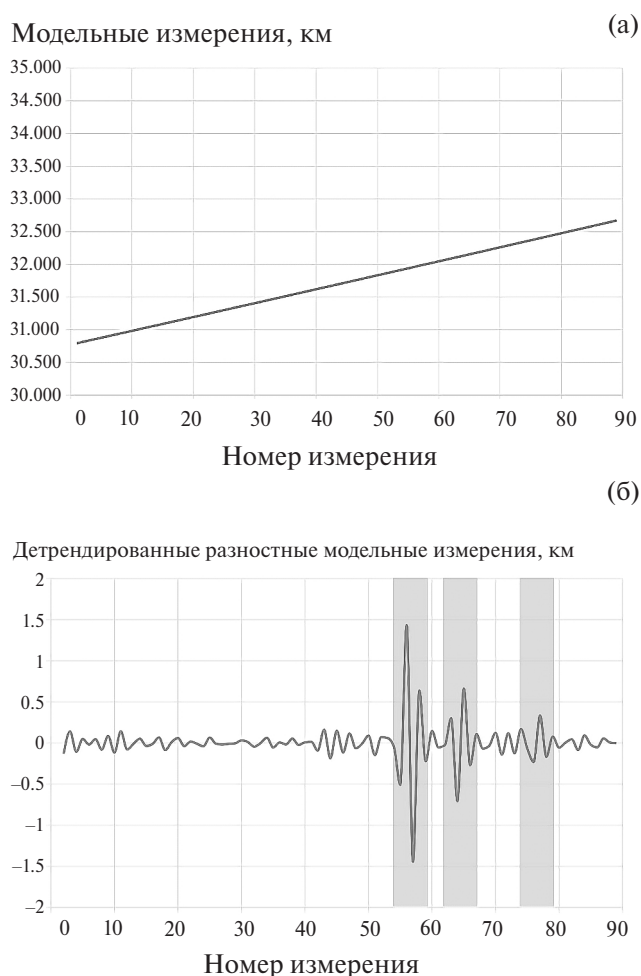 (а)
Модельные измерения, км
35.000
34.500
34.000
33.500
33.000
32.500
32.000
31.500
31.000
30.500
30.000
0 10 20 30 40 50 60 70 80 90
Номер измерения
(б)
Детрендированные разностные модельные измерения, км
2
1.5
1
0.5
0
–0.5
–1
–1.5
–2
0 10 20 30 40 50 60 70 80 90
Номер измерения